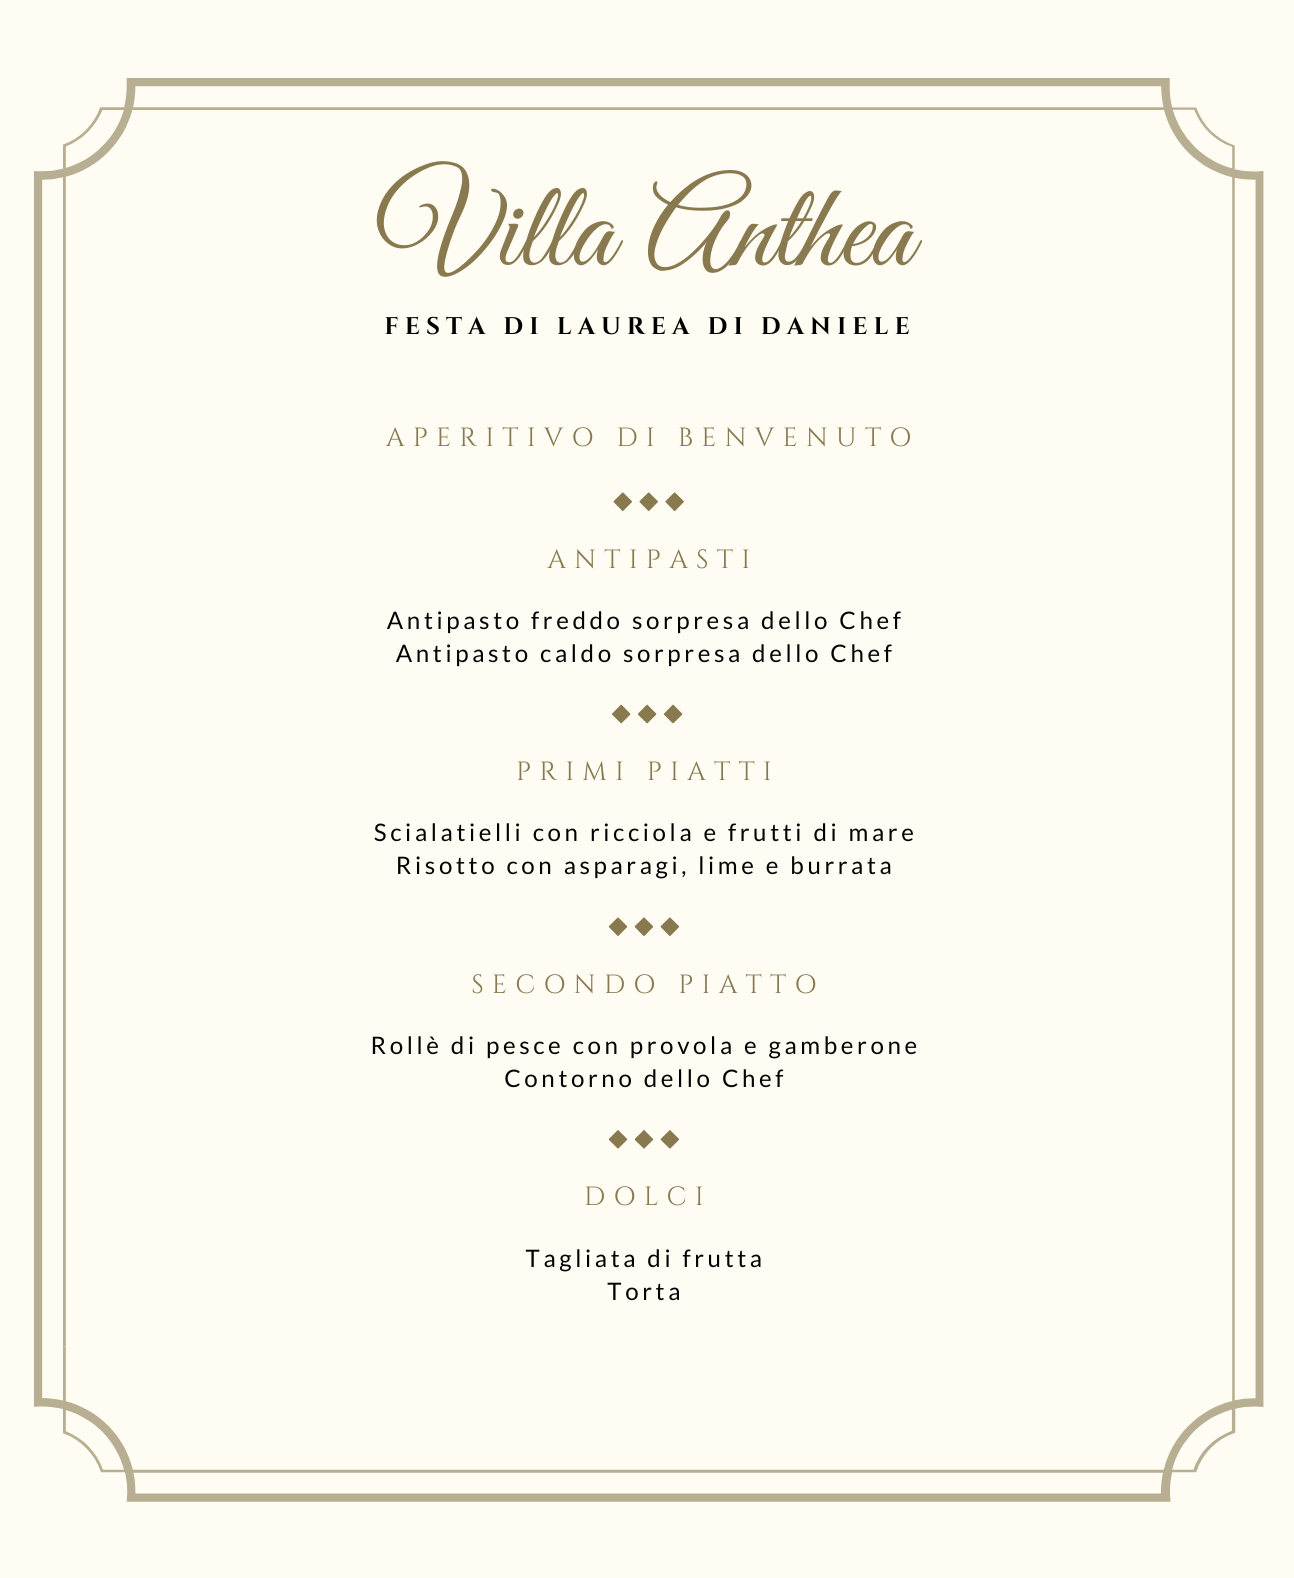 Villa Anthea
FESTA DI LAUREA DI DANIELE
APERITIVO DI BENVENUTO
ANTIPASTI
Antipasto freddo sorpresa dello Chef
Antipasto caldo sorpresa dello Chef
PRIMI PIATTI
Scialatielli con ricciola e frutti di mare
Risotto con asparagi, lime e burrata
SECONDO PIATTO
Rollè di pesce con provola e gamberone
Contorno dello Chef
DOLCI
Tagliata di frutta
Torta